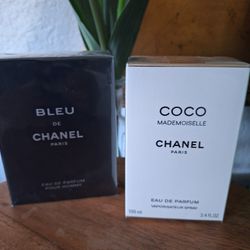 BLEU
DE
CHANEL
PARIS
EAU DE PARFUM
POUR HOMME
COCO
MADEMOISELLE
CHANEL
PARIS
EAU DE PARFUM
VAPORISATEUR SPRAY
100 ml
3.4 FL.OZ